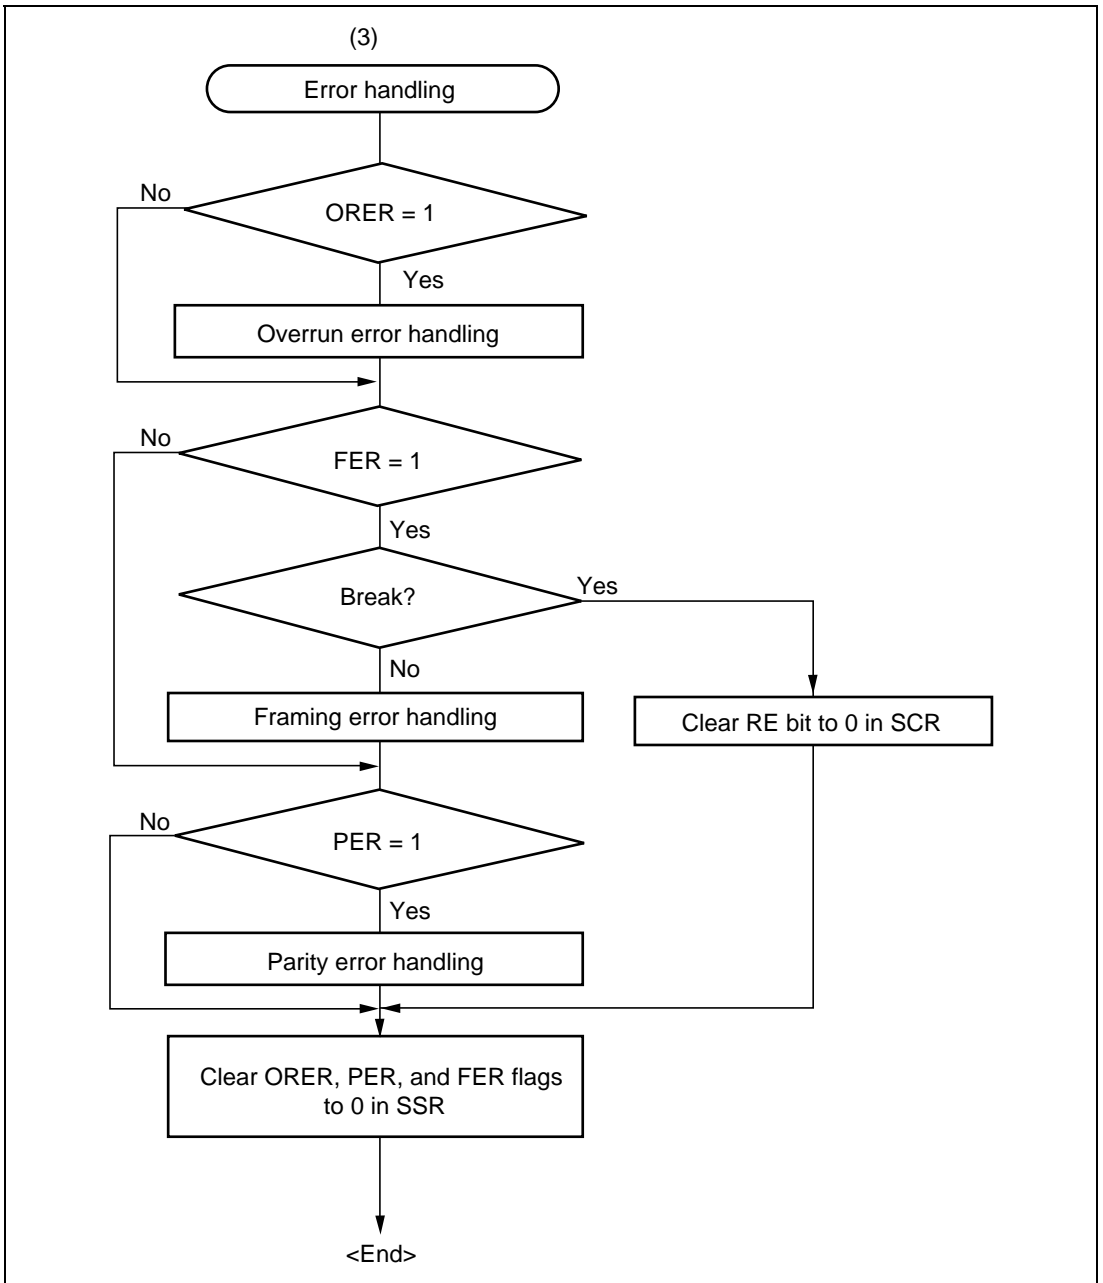 (3)
Error handling
No
ORER = 1
Yes
Overrun error handling
No
FER = 1
Yes
Break?
Yes
No
Framing error handling
Clear RE bit to 0 in SCR
No
PER = 1
Yes
Parity error handling
Clear ORER, PER, and FER flags
to 0 in SSR
<End>